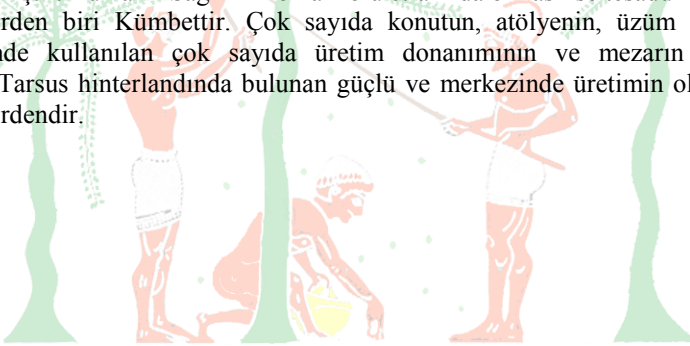 rden biri Kümbettir. Çok sayıda konutun, atölyenin, üzüm
nde kullanılan çok sayıda üretim donanımının ve mezarın
Tarsus hinterlandında bulunan güçlü ve merkezinde üretimin ol
rdendir.